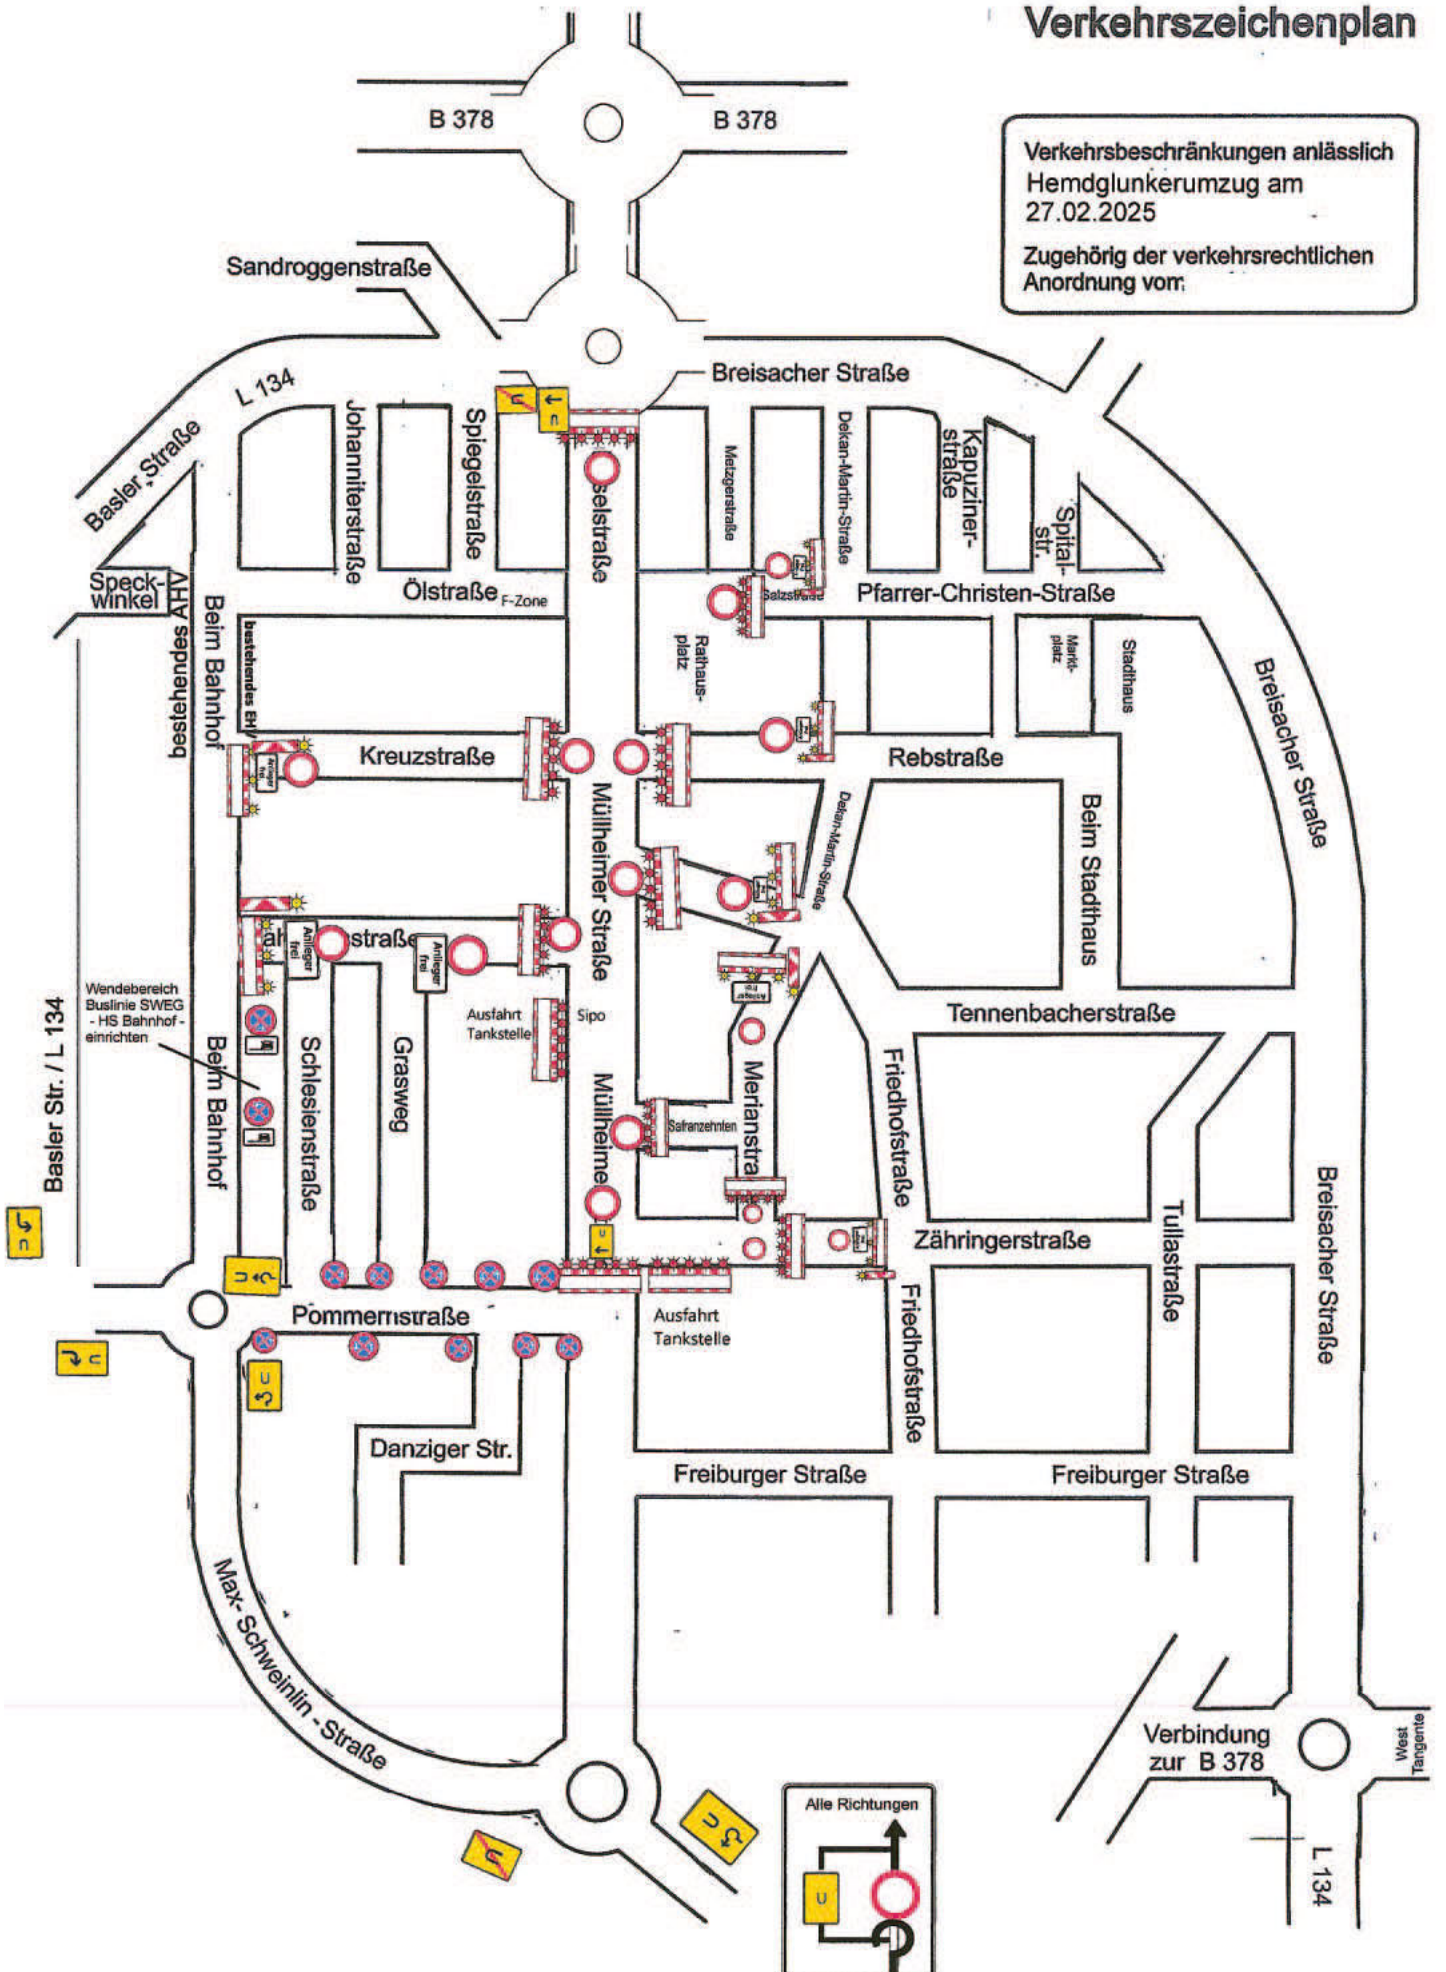 Verkehrszeichenplan
B 378
B 378
Verkehrsbeschränkungen anlässlich
Hemdglunkerumzug am
27.02.2025
Zugehörig der verkehrsrechtlichen
Anordnung vom:
Sandroggenstraße
Breisacher Straße
L 134
Basler Straße
Johanniterstraße
Spiegelstraße
selstraße
Metzgerstraße
Dekan-Martin-Straße
Kapuziner-
straße
Spital-
str.
Speck-
winkel
bestehendes AHV
Beim Bahnhof
Ölstraße
F-Zone
Salzstraße
Pfarrer-Christen-Straße
bestehendes EHV
Rathaus-
platz
Markt-
platz
Stadthaus
Breisacher Straße
Kreuzstraße
Anlieger
frei
Rebstraße
Müllheimer Straße
Dekan-Martin-Straße
Beim Stadthaus
straße
Anlieger
frei
Anlieger
frei
Anlieger
frei
Wendebereich
Buslinie SWEG
- HS Bahnhof -
einrichten
Basler Str. / L 134
Beim Bahnhof
Schlesienstraße
Grasweg
Ausfahrt
Tankstelle
Sipo
Müllheime
Merianstra
Safranzehnten
Tennenbacherstraße
Friedhofstraße
Zähringerstraße
Tullastraße
Breisacher Straße
U
U
U
U
U
U
Pommernstraße
Ausfahrt
Tankstelle
Friedhofstraße
Danziger Str.
Freiburger Straße
Freiburger Straße
Max-Schweinlin-Straße
Verbindung
zur B 378
Tangente
West
L 134
U
U
Alle Richtungen
U